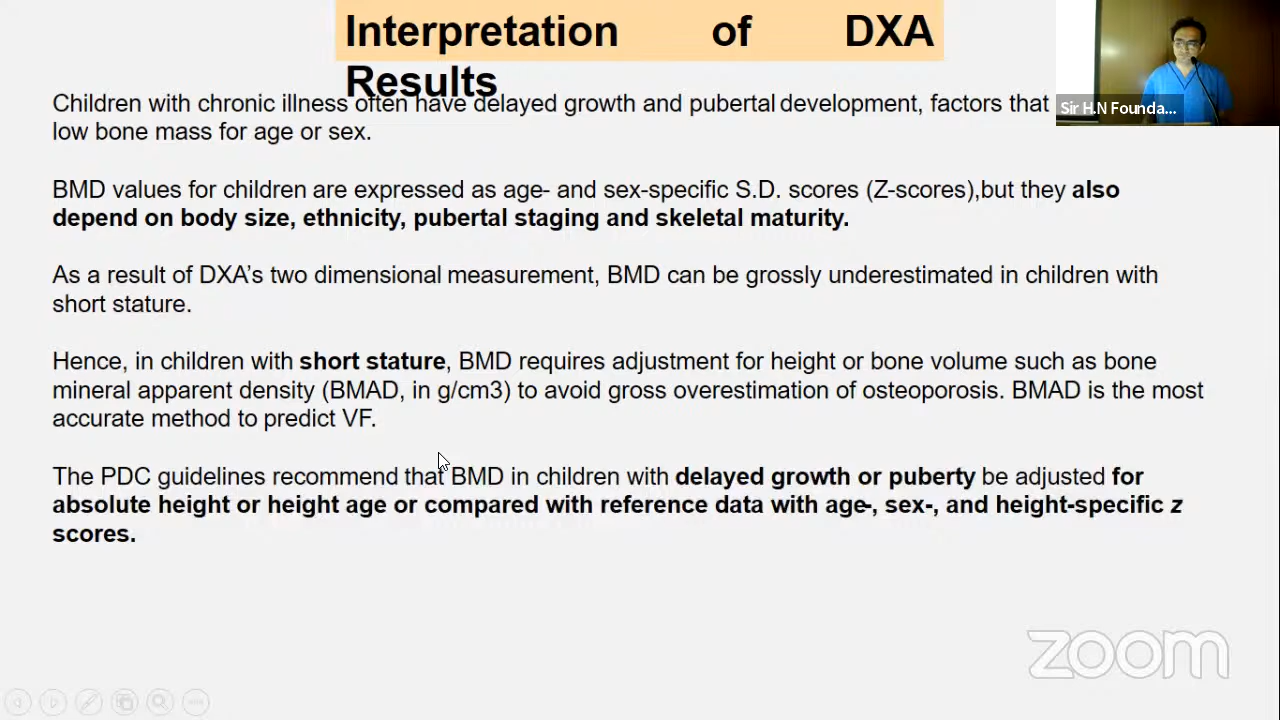 Interpretation of DXA
Results
Children with chronic illness often have delayed growth and pubertal development, factors that
low bone mass for age or sex.
BMD values for children are expressed as age- and sex-specific S.D. scores (Z-scores),but they also
depend on body size, ethnicity, pubertal staging and skeletal maturity.
As a result of DXA's two dimensional measurement, BMD can be grossly underestimated in children with
short stature.
Hence, in children with short stature, BMD requires adjustment for height or bone volume such as bone
mineral apparent density (BMAD, in g/cm3) to avoid gross overestimation of osteoporosis. BMAD is the most
accurate method to predict VF.
The PDC guidelines recommend that BMD in children with delayed growth or puberty be adjusted for
absolute height or height age or compared with reference data with age-, sex-, and height-specific z
scores.
Sir H.N Founda...
zoom